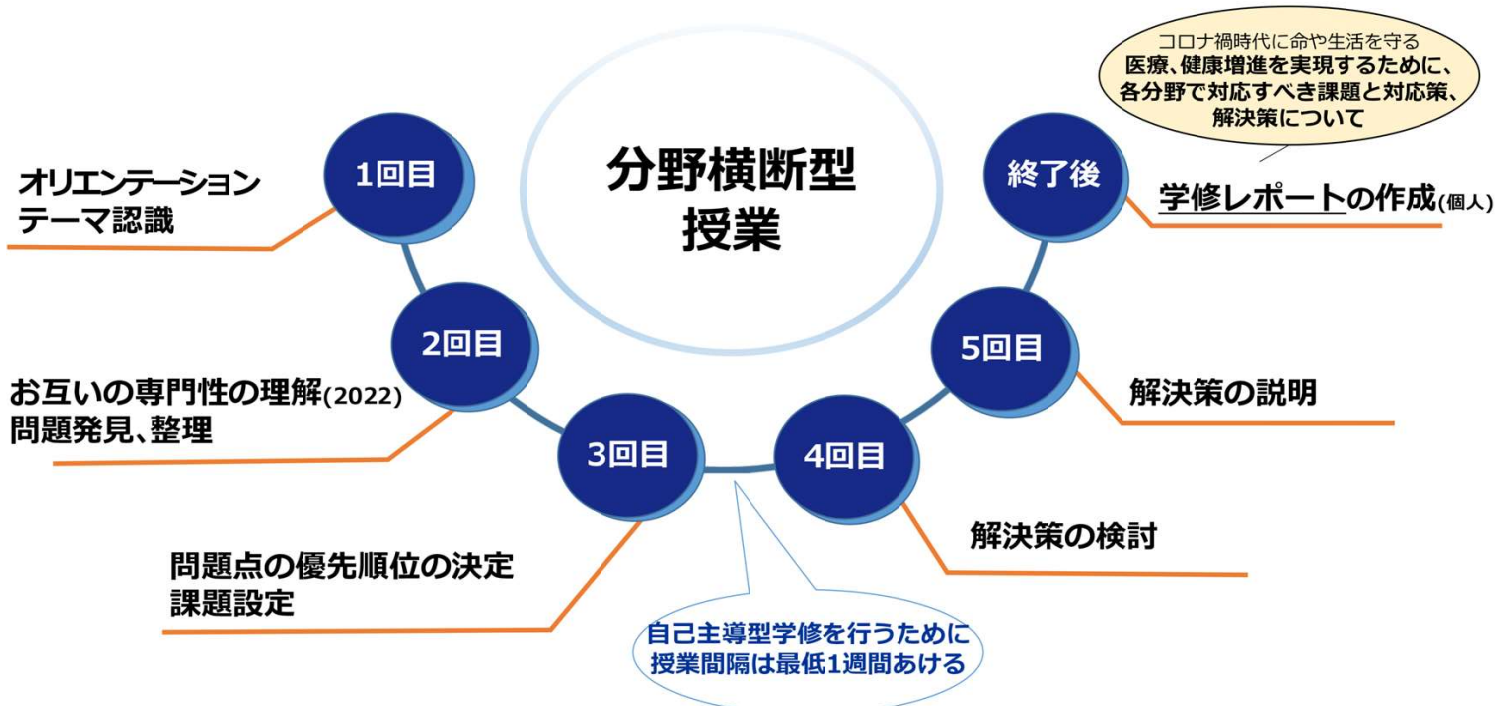 分野横断型
授業
1回目
オリエンテーション
テーマ認識
2回目
お互いの専門性の理解(2022)
問題発見、整理
3回目
問題点の優先順位の決定
課題設定
自己主導型学修を行うために
授業間隔は最低1週間あける
4回目
解決策の検討
5回目
解決策の説明
終了後
学修レポートの作成(個人)
コロナ禍時代に命や生活を守る
医療、健康増進を実現するために、
各分野で対応すべき課題と対応策、
解決策について